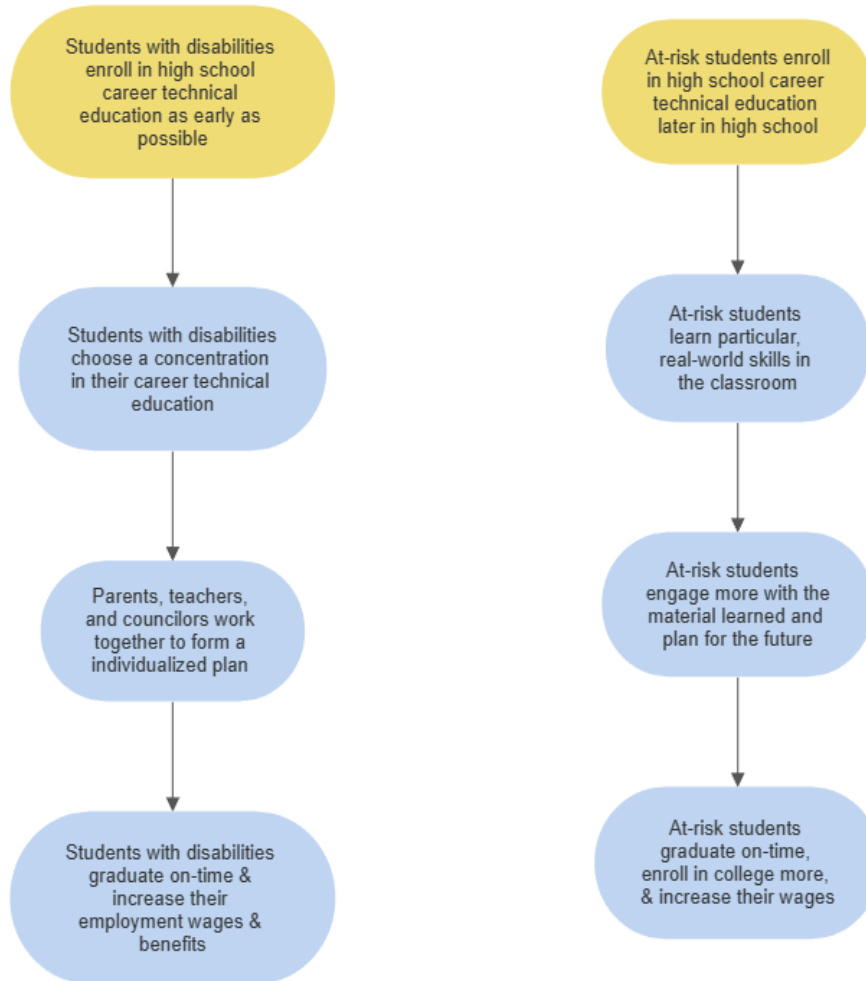 Students with disabilities
enroll in high school
career technical
education as early as
possible
Students with disabilities
choose a concentration
in their career technical
education
Parents, teachers,
and councilors work
together to form a
individualized plan
Students with disabilities
graduate on-time &
increase their
employment wages &
benefits
At-risk students enroll
in high school career
technical education
later in high school
At-risk students
learn particular,
real-world skills in
the classroom
At-risk students
engage more with the
material learned and
plan for the future
At-risk students
graduate on-time,
enroll in college more,
& increase their wages